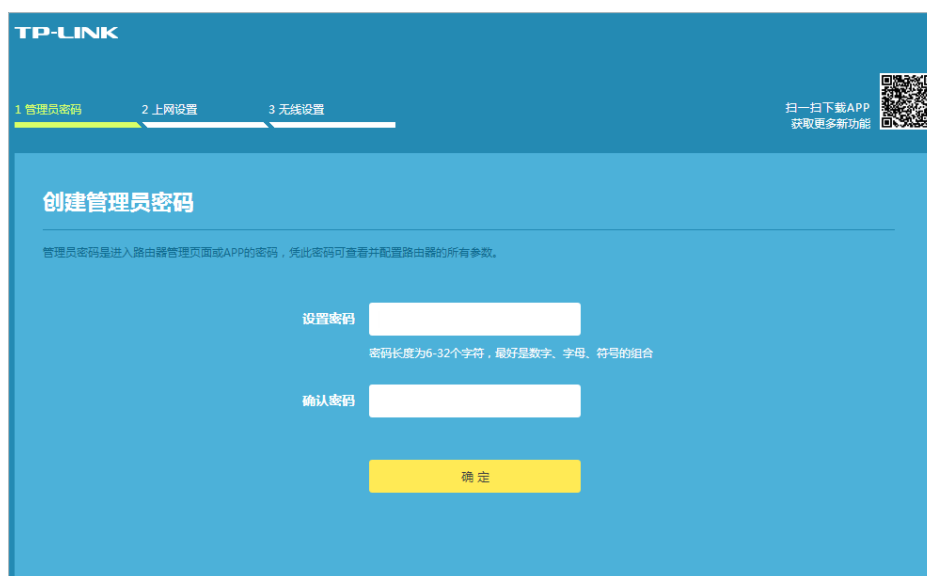 TP-LINK
1 管理员密码 2 上网设置 3 无线设置
扫一扫下载APP
获取更多新功能
创建管理员密码
管理员密码是进入路由器管理页面或APP的密码，凭此密码可查看并配置路由器的所有参数。
设置密码
密码长度为6-32个字符，最好是数字、字母、符号的组合
确认密码
确 定